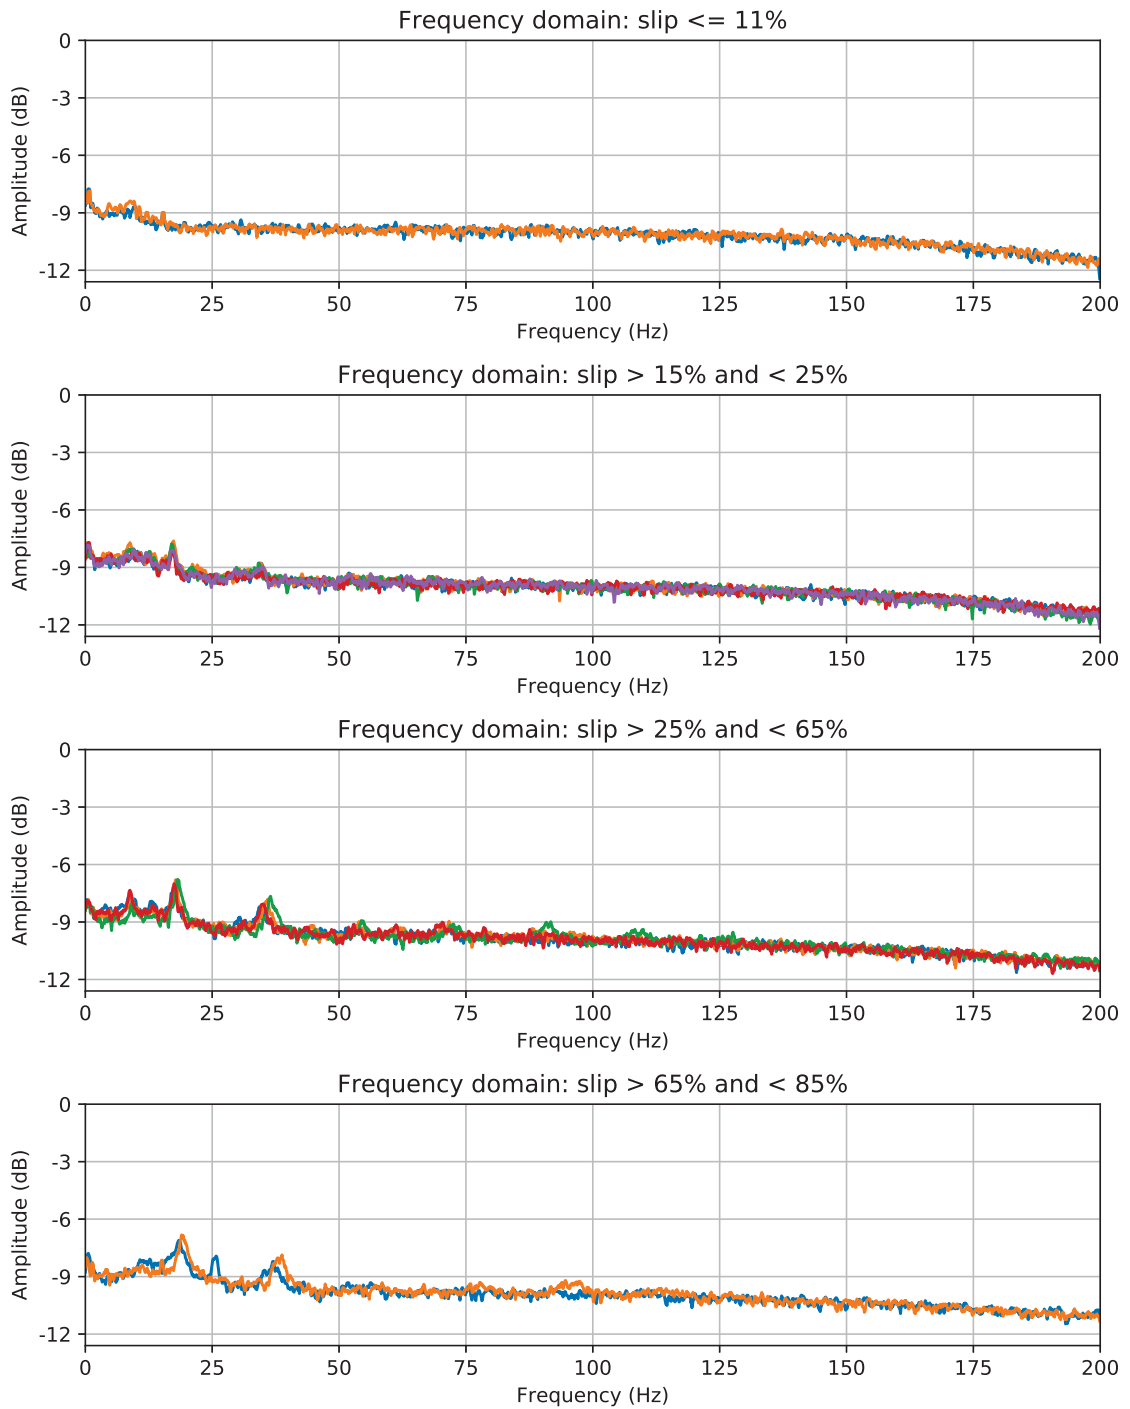 Frequency domain: slip <= 11%
0
-3
-6
-9
-12
Amplitude (dB)
0 25 50 75 100 125 150 175 200
Frequency (Hz)
Frequency domain: slip > 15% and < 25%
0
-3
-6
-9
-12
Amplitude (dB)
0 25 50 75 100 125 150 175 200
Frequency (Hz)
Frequency domain: slip > 25% and < 65%
0
-3
-6
-9
-12
Amplitude (dB)
0 25 50 75 100 125 150 175 200
Frequency (Hz)
Frequency domain: slip > 65% and < 85%
0
-3
-6
-9
-12
Amplitude (dB)
0 25 50 75 100 125 150 175 200
Frequency (Hz)